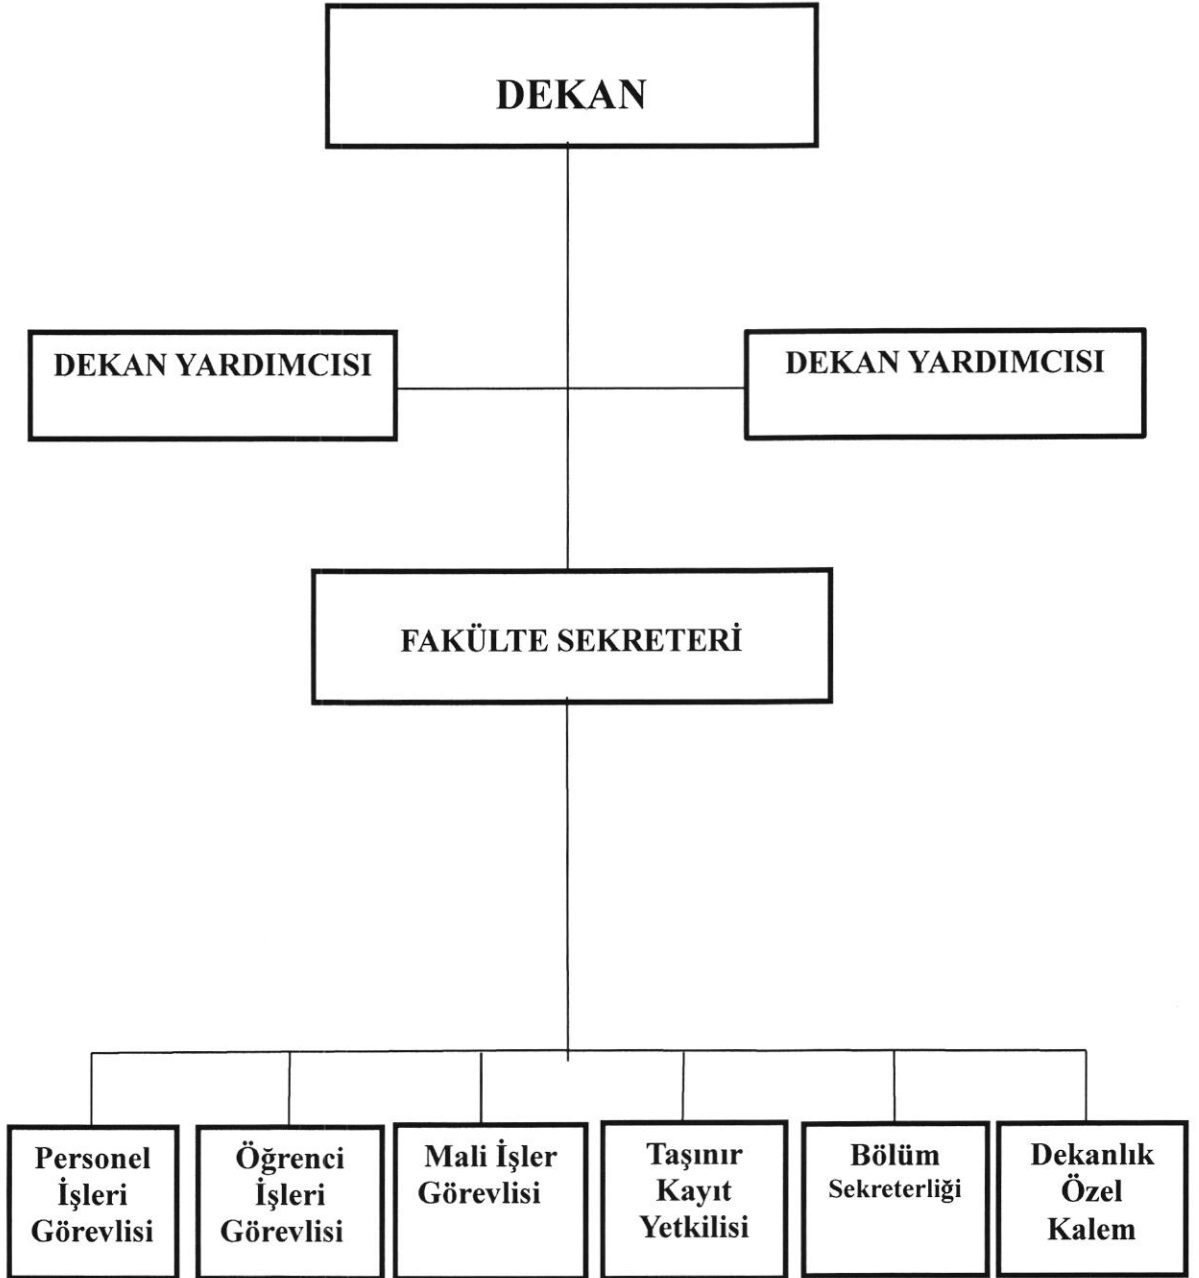 DEKAN
DEKAN YARDIMCISI
DEKAN YARDIMCISI
FAKÜLTE SEKRETERİ
Personel
İşleri
Görevlisi
Öğrenci
İşleri
Görevlisi
Mali İşler
Görevlisi
Taşınır
Kayıt
Yetkilisi
Bölüm
Sekreterliği
Dekanlık
Özel
Kalem